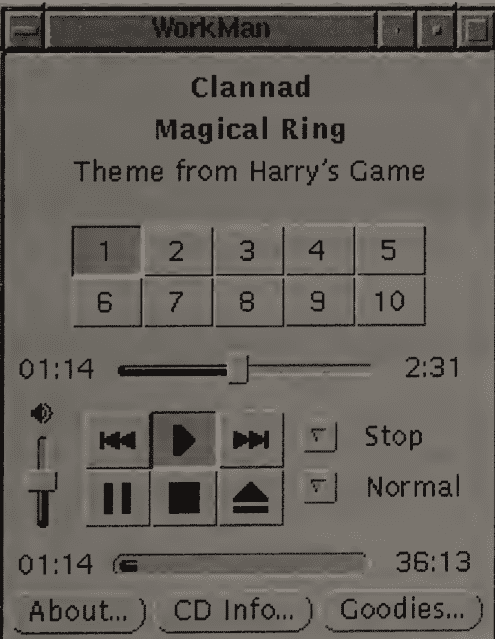 WorkMan
Clannad
Magical Ring
Theme from Harry's Game
1 2 3 4 5
6 7 8 9 10
01:14 2:31
Stop
Normal
01:14 36:13
About... CD Info... Goodies...